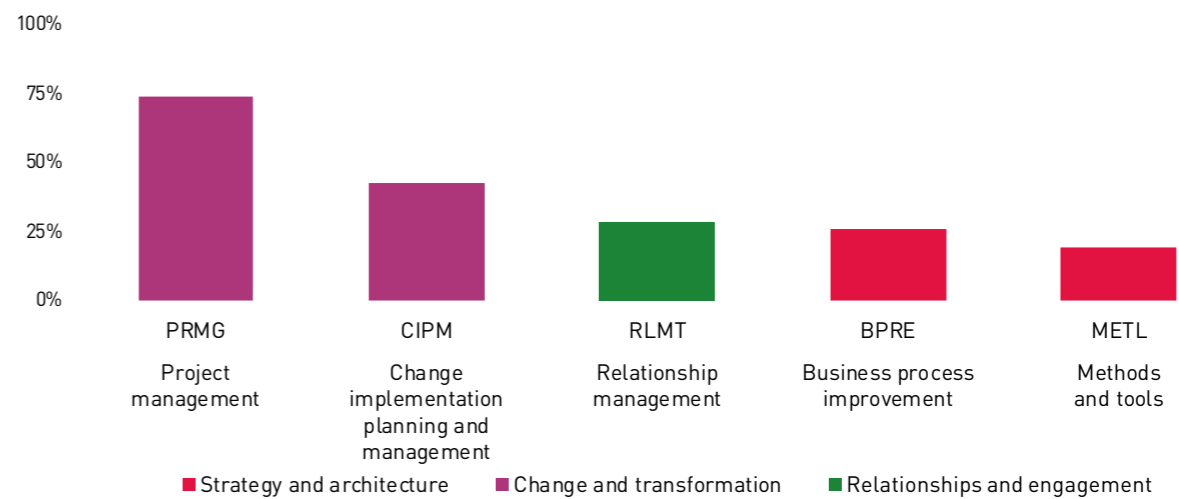 100%
75%
50%
25%
0%
PRMG
CIPM
RLMT
BPRE
METL
Project
management
Change
implementation
planning and
management
Relationship
management
Business process
improvement
Methods
and tools
Strategy and architecture
Change and transformation
Relationships and engagement